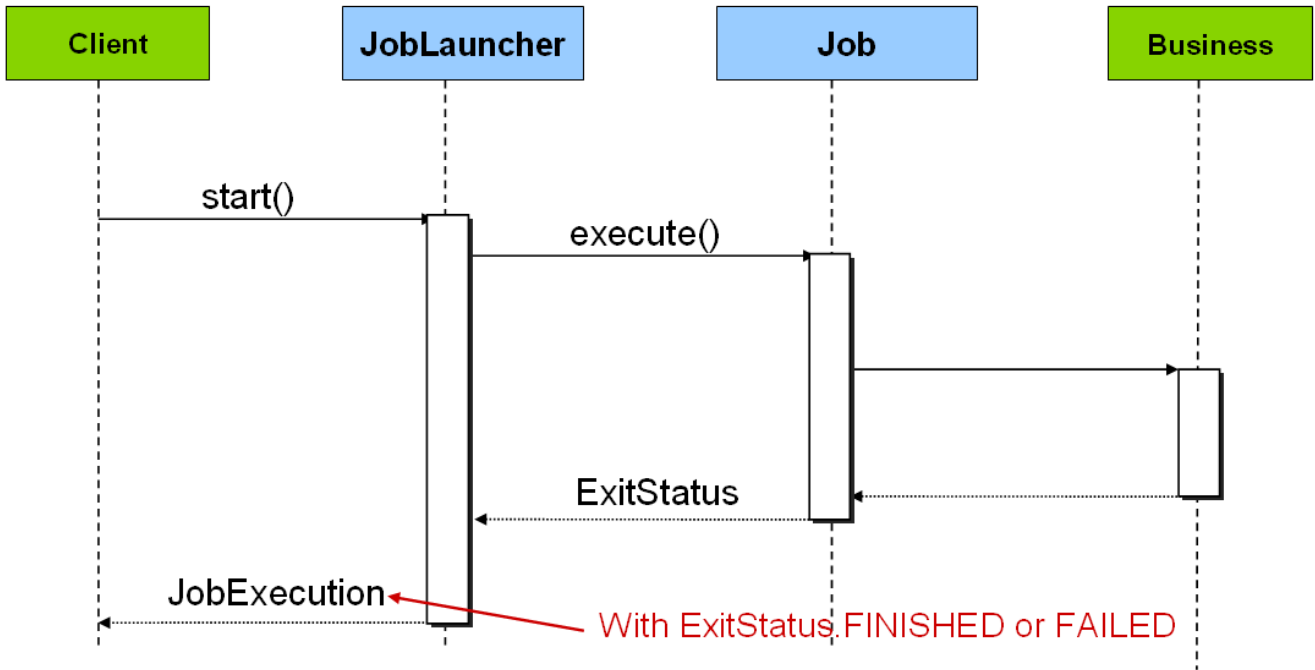 Client
JobLauncher
Job
Business
start()
execute()
ExitStatus
JobExecution
With ExitStatus.FINISHED or FAILED